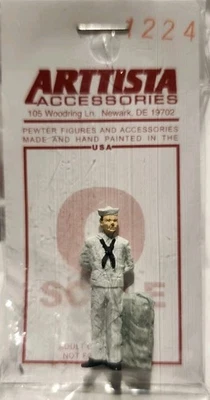 1224
ARTTISTA
ACCESSORIES
105 Woodring Ln. Newark, DE 19702
PEWTER FIGURES AND ACCESSORIES
MADE AND HAND PAINTED IN THE
USA